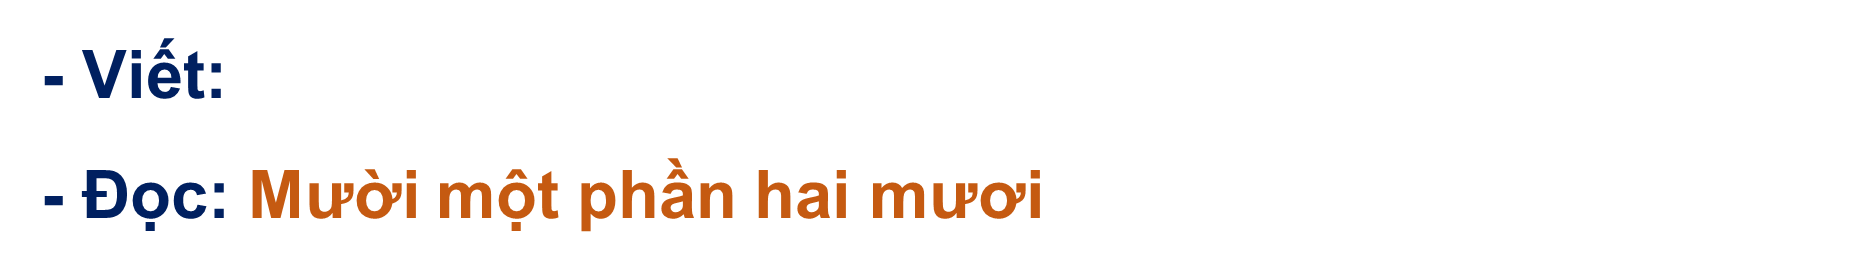 - Viết:
- Đọc: Mười một phần hai mươi